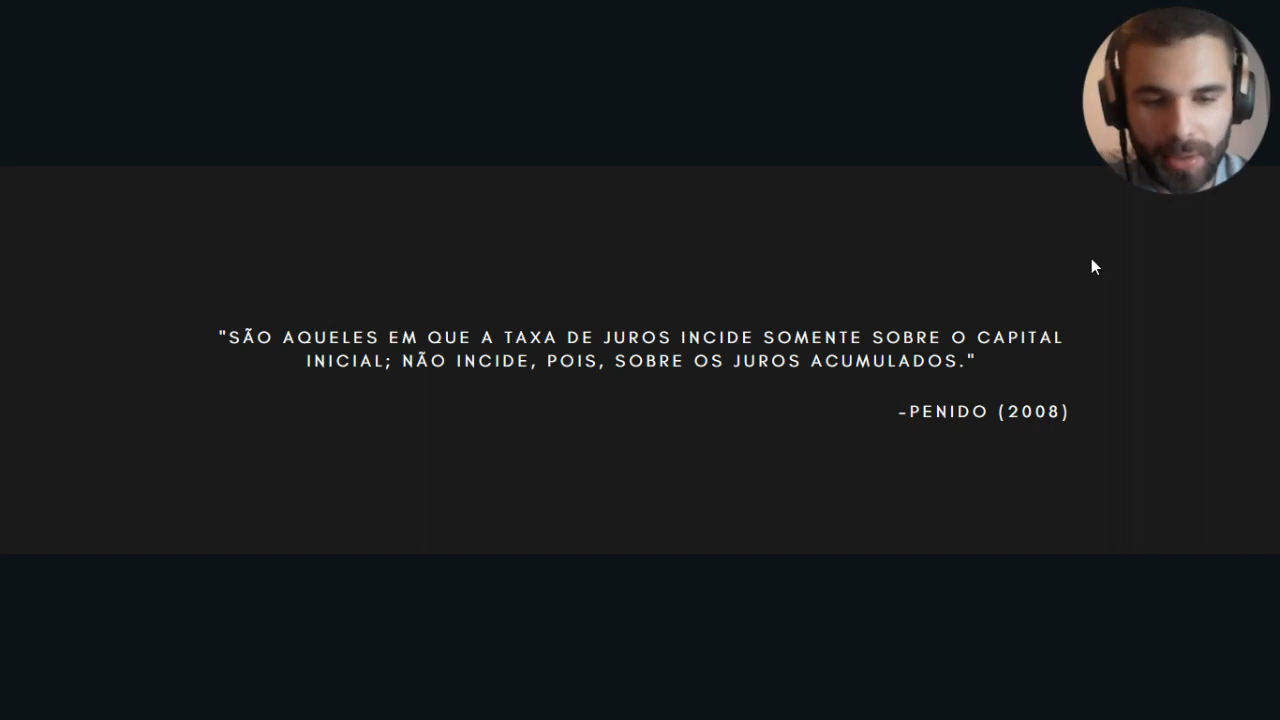 "SÃO AQUELES EM QUE A TAXA DE JUROS INCIDE SOMENTE SOBRE O CAPITAL
INICIAL; NÃO INCIDE, POIS, SOBRE OS JUROS ACUMULADOS."
-PENIDO (2008)